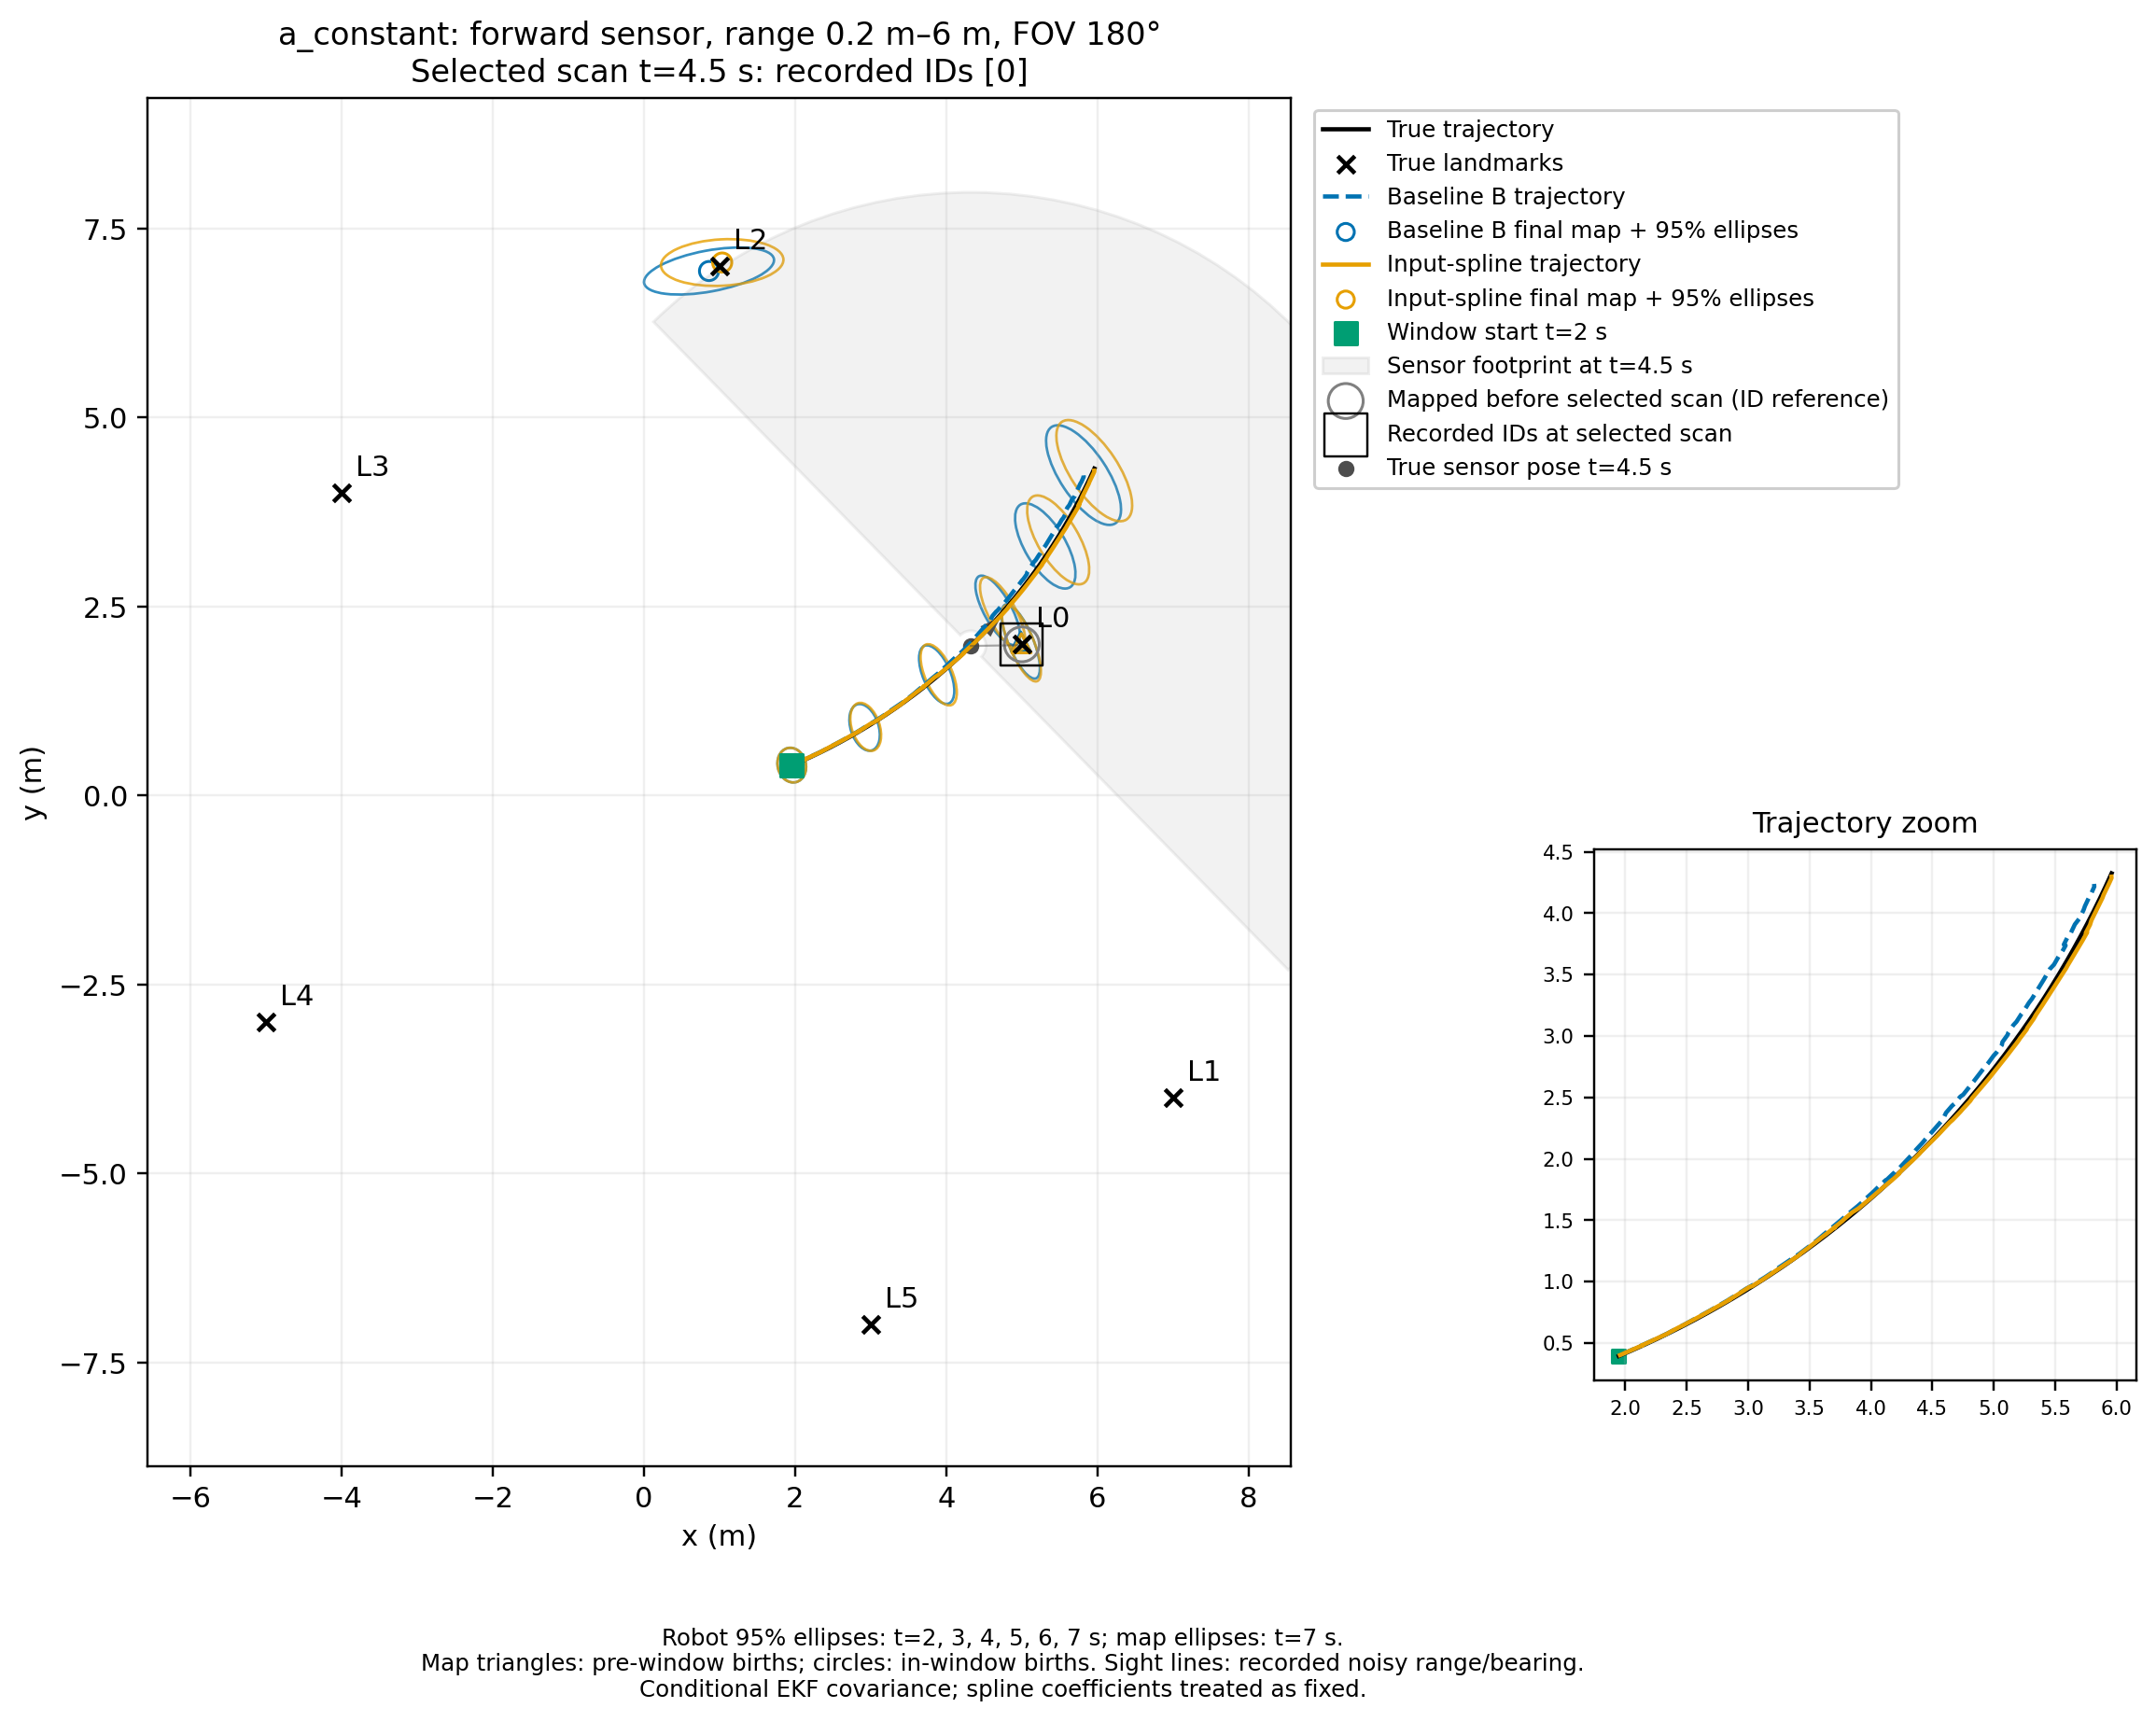 a_constant: forward sensor, range 0.2 m–6 m, FOV 180°
Selected scan t=4.5 s: recorded IDs [0]
True trajectory
True landmarks
Baseline B trajectory
Baseline B final map + 95% ellipses
Input-spline trajectory
Input-spline final map + 95% ellipses
Window start t=2 s
Sensor footprint at t=4.5 s
Mapped before selected scan (ID reference)
Recorded IDs at selected scan
True sensor pose t=4.5 s
7.5
5.0
2.5
0.0
−2.5
−5.0
−7.5
y (m)
L2
L3
L0
L4
L1
L5
−6
−4
−2
0
2
4
6
8
x (m)
Trajectory zoom
4.5
4.0
3.5
3.0
2.5
2.0
1.5
1.0
0.5
2.0
2.5
3.0
3.5
4.0
4.5
5.0
5.5
6.0
Robot 95% ellipses: t=2, 3, 4, 5, 6, 7 s; map ellipses: t=7 s.
Map triangles: pre-window births; circles: in-window births. Sight lines: recorded noisy range/bearing.
Conditional EKF covariance; spline coefficients treated as fixed.